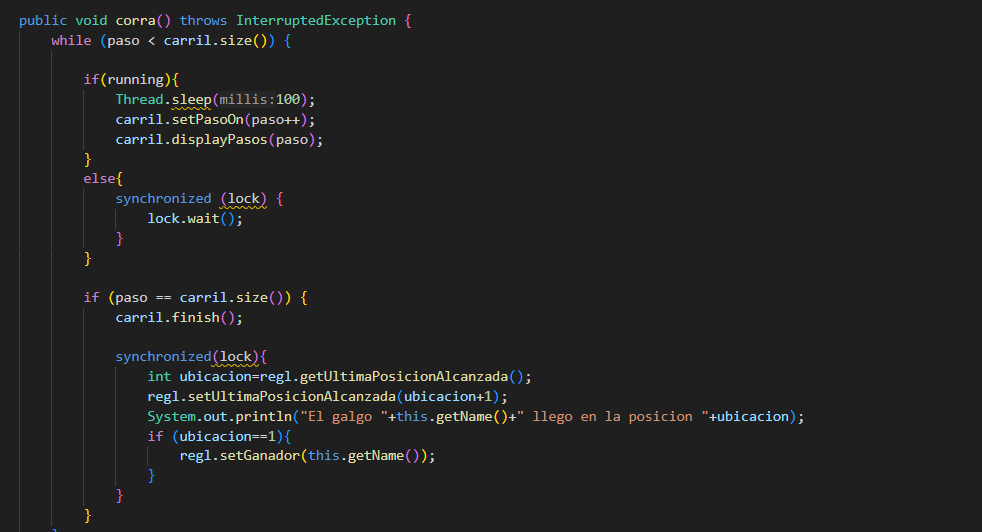 public void corra() throws InterruptedException {
while (paso < carril.size()) {
if(running){
Thread.sleep(millis:100);
carril.setPasoOn(paso++);
carril.displayPasos(paso);
}
else{
synchronized (lock) {
lock.wait();
}
}
if (paso == carril.size()) {
carril.finish();
synchronized(lock){
int ubicacion=regl.getUltimaPosicionAlcanzada();
regl.setUltimaPosicionAlcanzada(ubicacion+1);
System.out.println("El galgo "+this.getName()+" llego en la posicion "+ubicacion);
if (ubicacion==1){
regl.setGanador(this.getName());
}
}
}